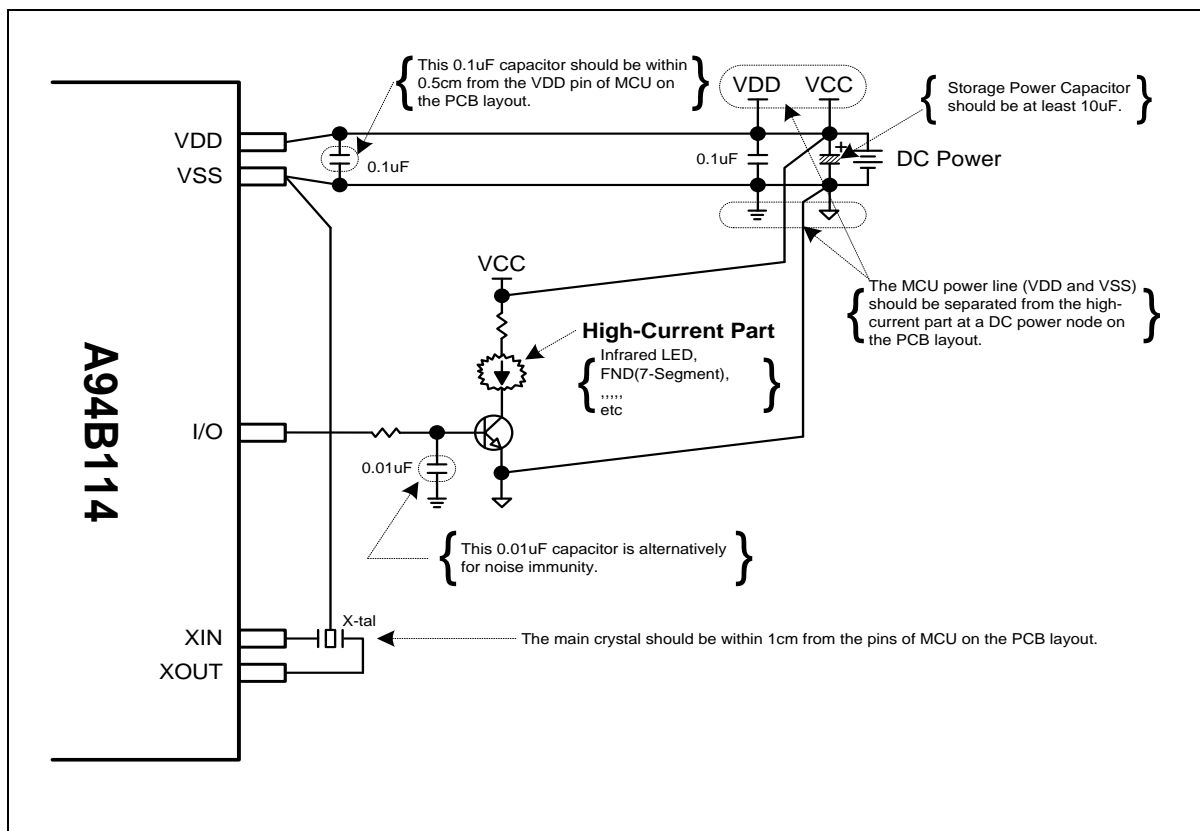 This 0.1uF capacitor should be within
0.5cm from the VDD pin of MCU on
the PCB layout.
VDD
VCC
Storage Power Capacitor
should be at least 10uF.
VDD
VSS
0.1uF
0.1uF
+
DC Power
VCC
The MCU power line (VDD and VSS)
should be separated from the high-
current part at a DC power node on
the PCB layout.
High-Current Part
Infrared LED,
FND(7-Segment),
,,,,,
etc
A94B114
I/O
0.01uF
This 0.01uF capacitor is alternatively
for noise immunity.
XIN
X-tal
The main crystal should be within 1cm from the pins of MCU on the PCB layout.
XOUT